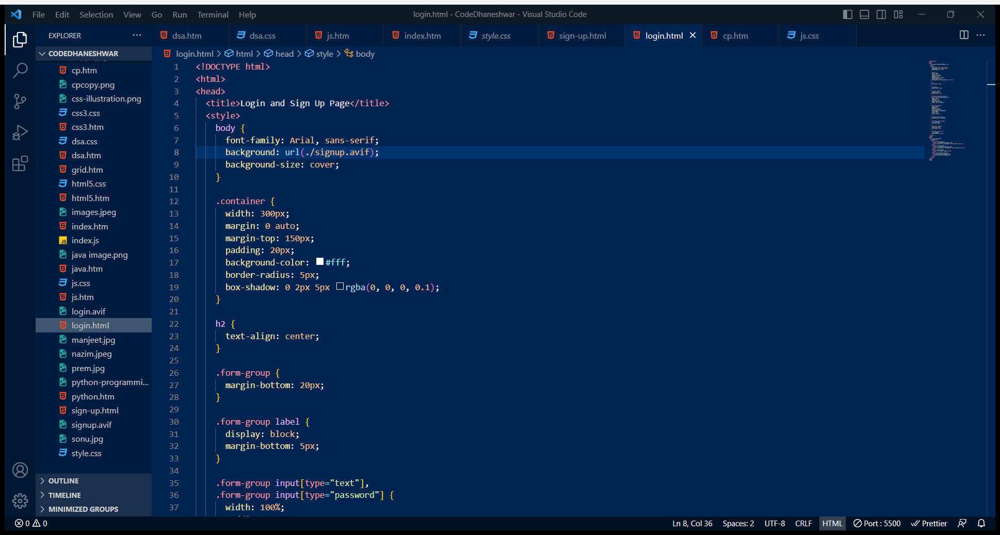 File Edit Selection View Go Run Terminal Help login.html - CodeDhaneshwar - Visual Studio Code
EXPLORER
dsa.htm dsa.css js.htm index.htm style.css sign-up.html login.html cp.htm js.css
CODEDHANESHWAR
cp.htm
cpcopy.png
css-illustration.png
css3.css
css3.htm
dsa.css
dsa.htm
grid.htm
html5.css
html5.htm
images.jpeg
index.htm
index.js
java image.png
java.htm
js.css
js.htm
login.avif
login.html
manjeet.jpg
nazim.jpeg
prem.jpg
python-programmi...
python.htm
sign-up.html
signup.avif
sonu.jpg
style.css
OUTLINE
TIMELINE
MINIMIZED GROUPS
login.html > html > head > style > body
1 <!DOCTYPE html>
2 <html>
3 <head>
4 <title>Login and Sign Up Page</title>
5 <style>
6 body {
7 font-family: Arial, sans-serif;
8 background: url(./signup.avif);
9 background-size: cover;
10 }
11
12 .container {
13 width: 300px;
14 margin: 0 auto;
15 margin-top: 150px;
16 padding: 20px;
17 background-color: #fff;
18 border-radius: 5px;
19 box-shadow: 0 2px 5px rgba(0, 0, 0, 0.1);
20 }
21
22 h2 {
23 text-align: center;
24 }
25
26 .form-group {
27 margin-bottom: 20px;
28 }
29
30 .form-group label {
31 display: block;
32 margin-bottom: 5px;
33 }
34
35 .form-group input[type="text"],
36 .form-group input[type="password"] {
37 width: 100%;
0 0 Ln 8, Col 36 Spaces: 2 UTF-8 CRLF HTML Port : 5500 Prettier